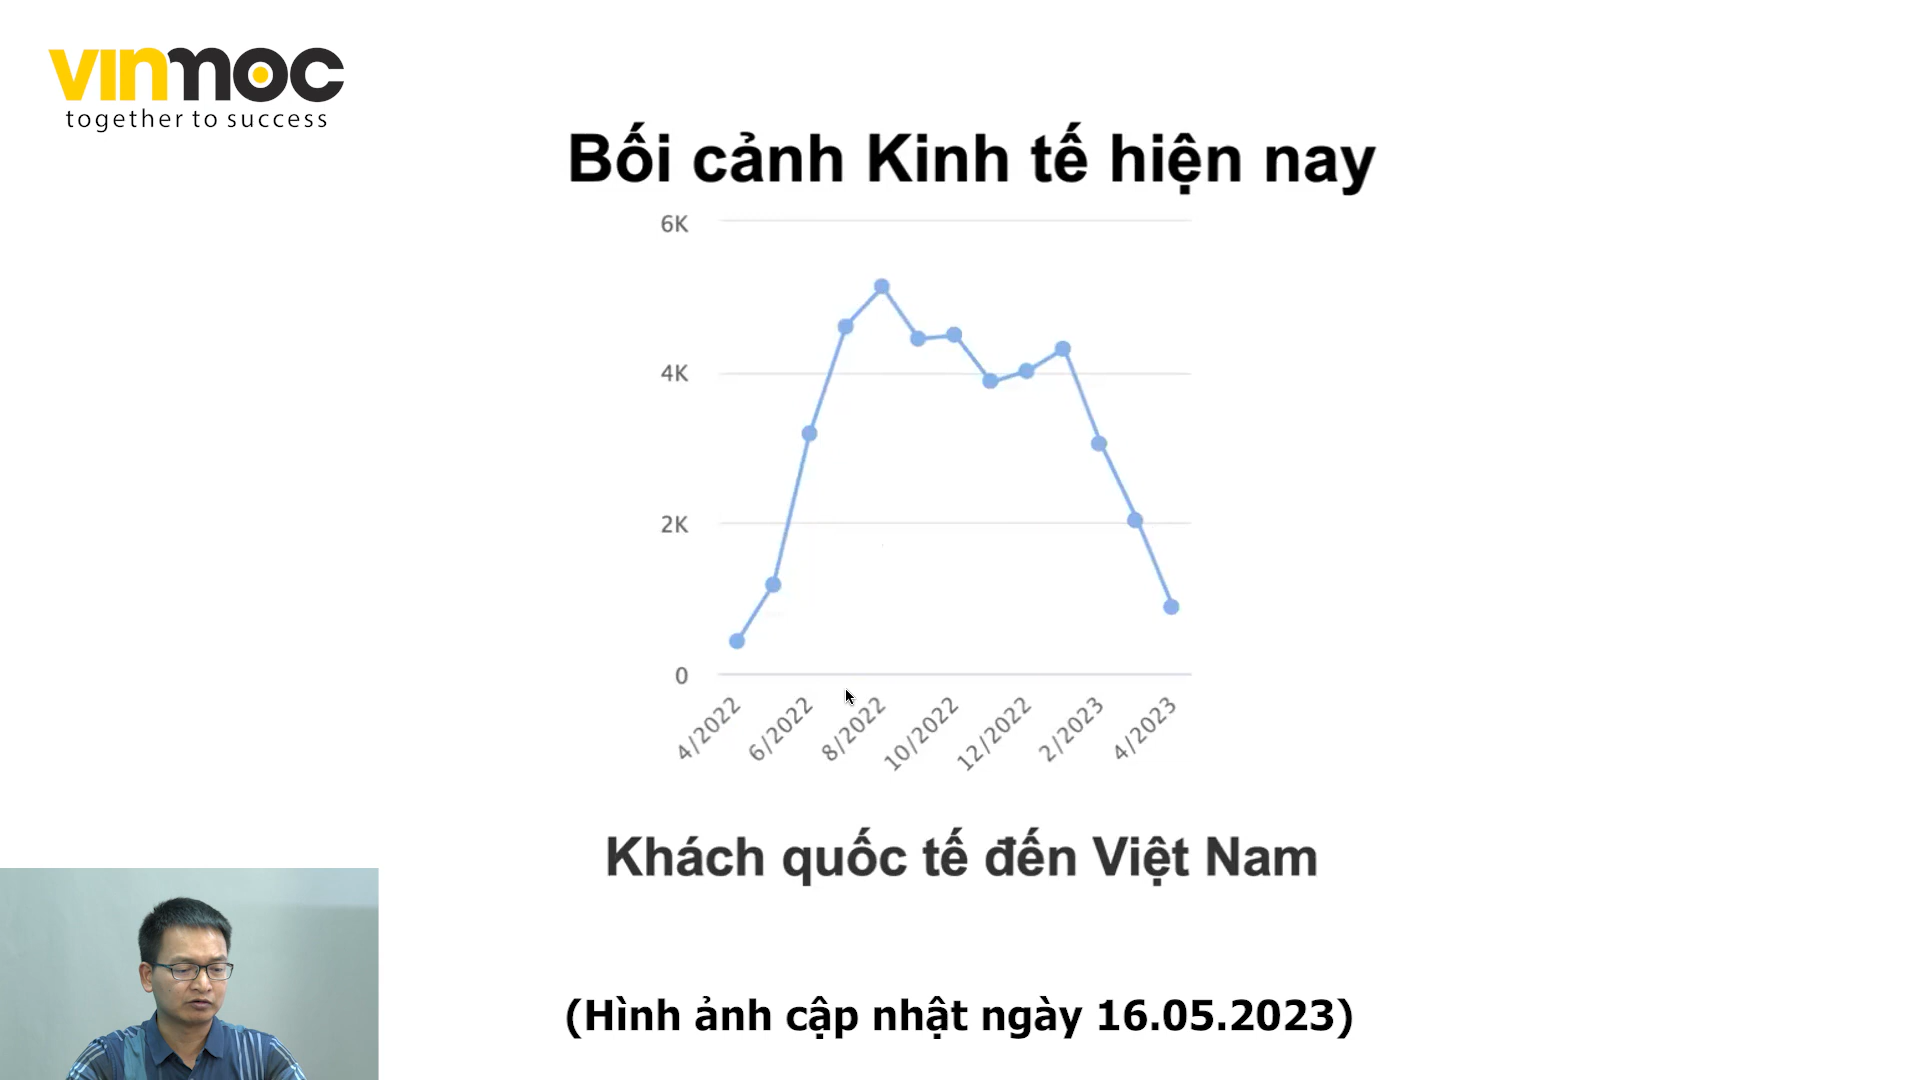 vinmoc
together to success
Bối cảnh Kinh tế hiện nay
6K
4K
2K
0
4/2022
6/2022
8/2022
10/2022
12/2022
2/2023
4/2023
Khách quốc tế đến Việt Nam
(Hình ảnh cập nhật ngày 16.05.2023)